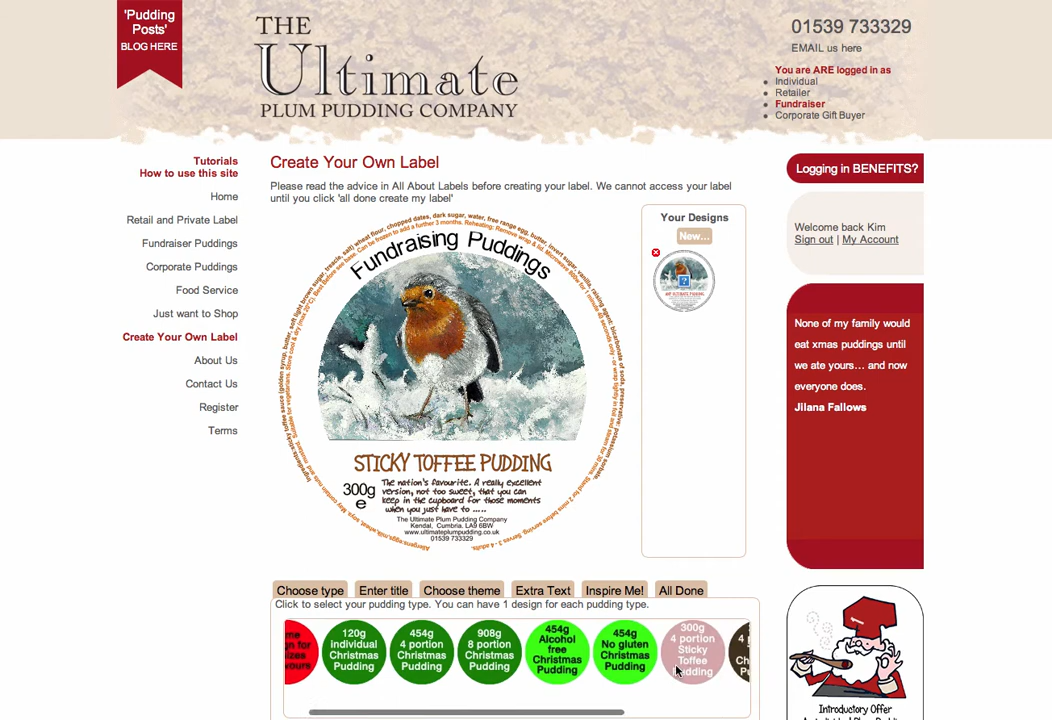 'Pudding
Posts'
BLOG HERE
THE
Ultimate
PLUM PUDDING COMPANY
01539 733329
EMAIL us here
You are ARE logged in as
Individual
Retailer
Fundraiser
Corporate Gift Buyer
Tutorials
How to use this site
Home
Retail and Private Label
Fundraiser Puddings
Corporate Puddings
Food Service
Just want to Shop
Create Your Own Label
About Us
Contact Us
Register
Terms
Create Your Own Label
Please read the advice in All About Labels before creating your label. We cannot access your label
until you click 'all done create my label'
Fundraising Puddings
STICKY TOFFEE PUDDING
300g
e
The nation's favourite. A really excellent
version, not too sweet, that you can
keep in the cupboard for those moments
when you just have to .....
The Ultimate Plum Pudding Company
Kendal, Cumbria. LA9 6BW
www.ultimateplumpudding.co.uk
01539 733329
Your Designs
New...
Logging in BENEFITS?
Welcome back Kim
Sign out | My Account
None of my family would
eat xmas puddings until
we ate yours... and now
everyone does.
Jilana Fallows
Choose type
Enter title
Choose theme
Extra Text
Inspire Me!
All Done
Click to select your pudding type. You can have 1 design for each pudding type.
120g
individual
Christmas
Pudding
454g
4 portion
Christmas
Pudding
908g
8 portion
Christmas
Pudding
454g
Alcohol
free
Christmas
Pudding
454g
No gluten
Christmas
Pudding
300g
4 portion
Sticky
Toffee
Pudding
Introductory Offer